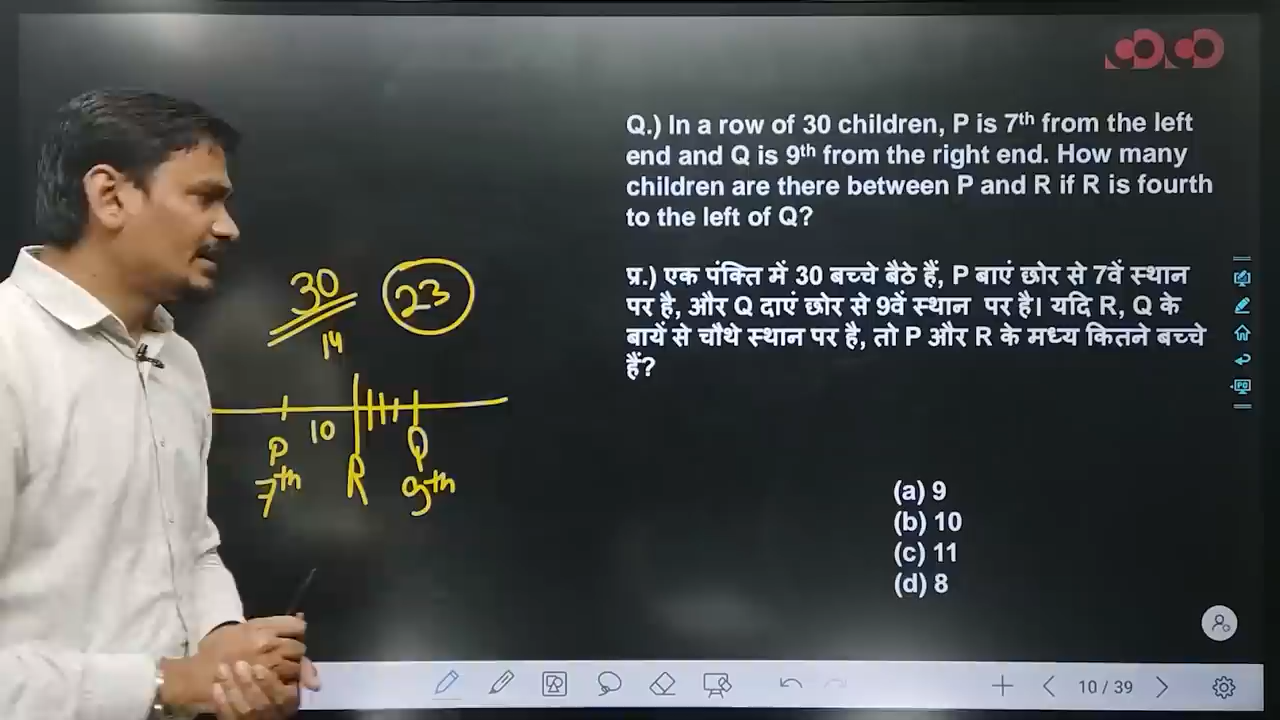 Q.) In a row of 30 children, P is 7th from the left
end and Q is 9th from the right end. How many
children are there between P and R if R is fourth
to the left of Q?
प्र.) एक पंक्ति में 30 बच्चे बैठे हैं, P बाएं छोर से 7वें स्थान
पर है, और Q दाएं छोर से 9वें स्थान पर है। यदि R, Q के
बायें से चौथे स्थान पर है, तो P और R के मध्य कितने बच्चे
हैं?
30 23
14
10
P R Q
7th 9th
(a) 9
(b) 10
(c) 11
(d) 8
10 / 39